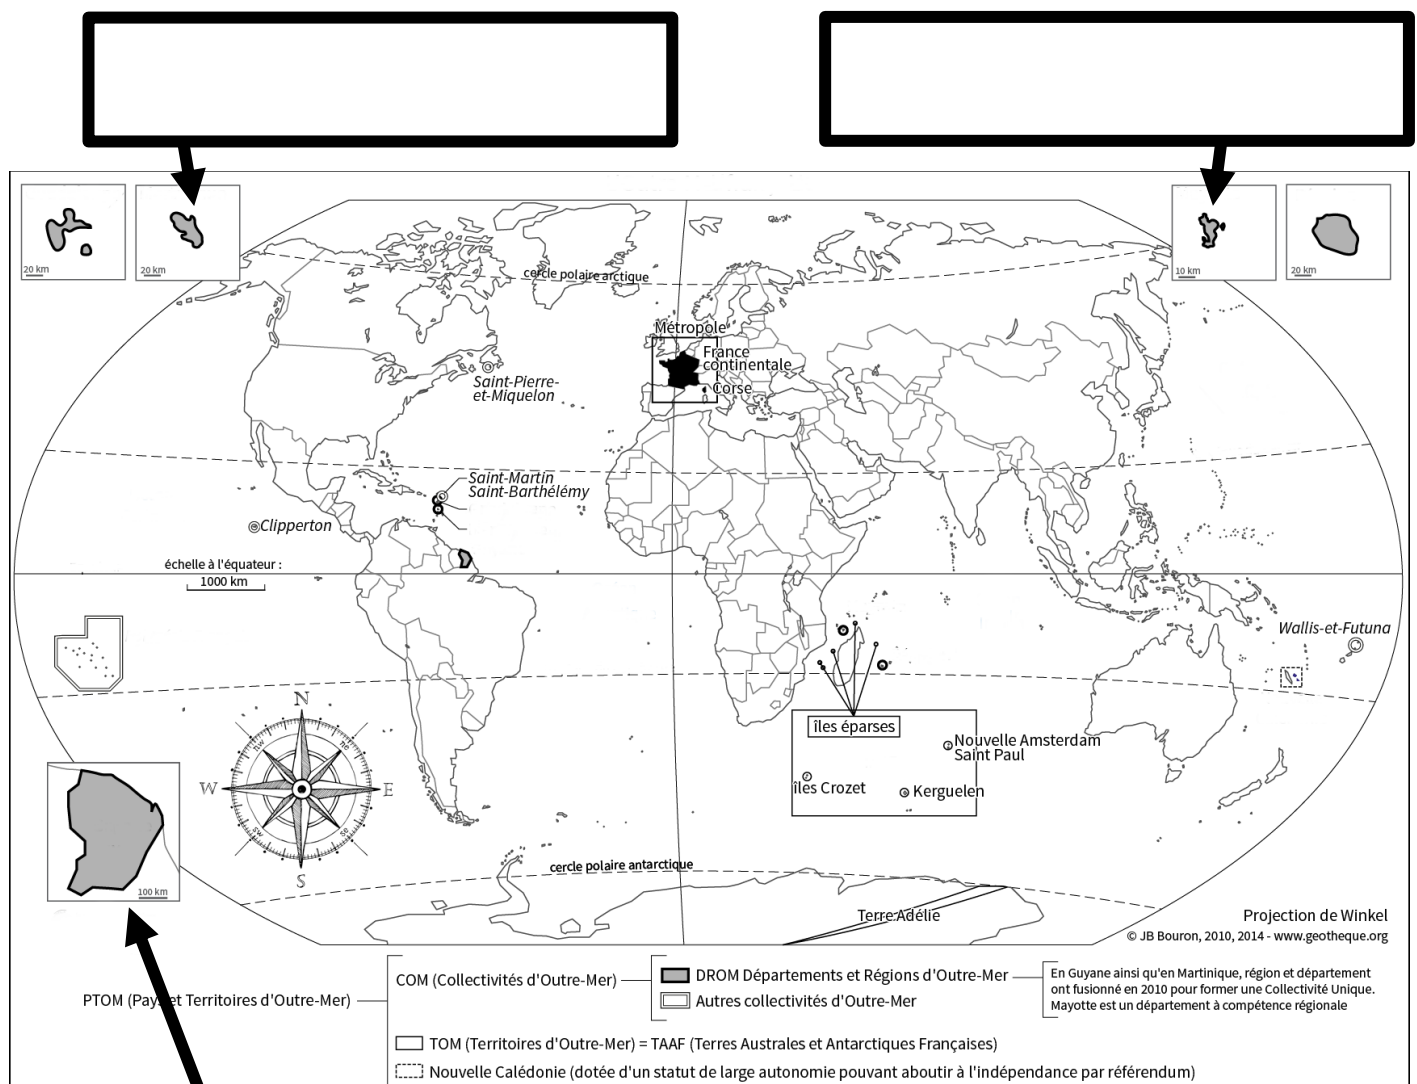 20 km
20 km
10 km
20 km
cercle polaire arctique
Métropole
France
continentale
Corse
Saint-Pierre-
et-Miquelon
Saint-Martin
Saint-Barthélémy
Clipperton
échelle à l'équateur :
1000 km
Wallis-et-Futuna
îles éparses
Nouvelle Amsterdam
Saint Paul
îles Crozet
Kerguelen
N
nw
ne
W
E
sw
se
S
100 km
cercle polaire antarctique
Terre Adélie
Projection de Winkel
© JB Bouron, 2010, 2014 - www.geotheque.org
PTOM (Pays et Territoires d'Outre-Mer)
COM (Collectivités d'Outre-Mer)
DROM Départements et Régions d'Outre-Mer
Autres collectivités d'Outre-Mer
En Guyane ainsi qu'en Martinique, région et département
ont fusionné en 2010 pour former une Collectivité Unique.
Mayotte est un département à compétence régionale
TOM (Territoires d'Outre-Mer) = TAAF (Terres Australes et Antarctiques Françaises)
Nouvelle Calédonie (dotée d'un statut de large autonomie pouvant aboutir à l'indépendance par référendum)